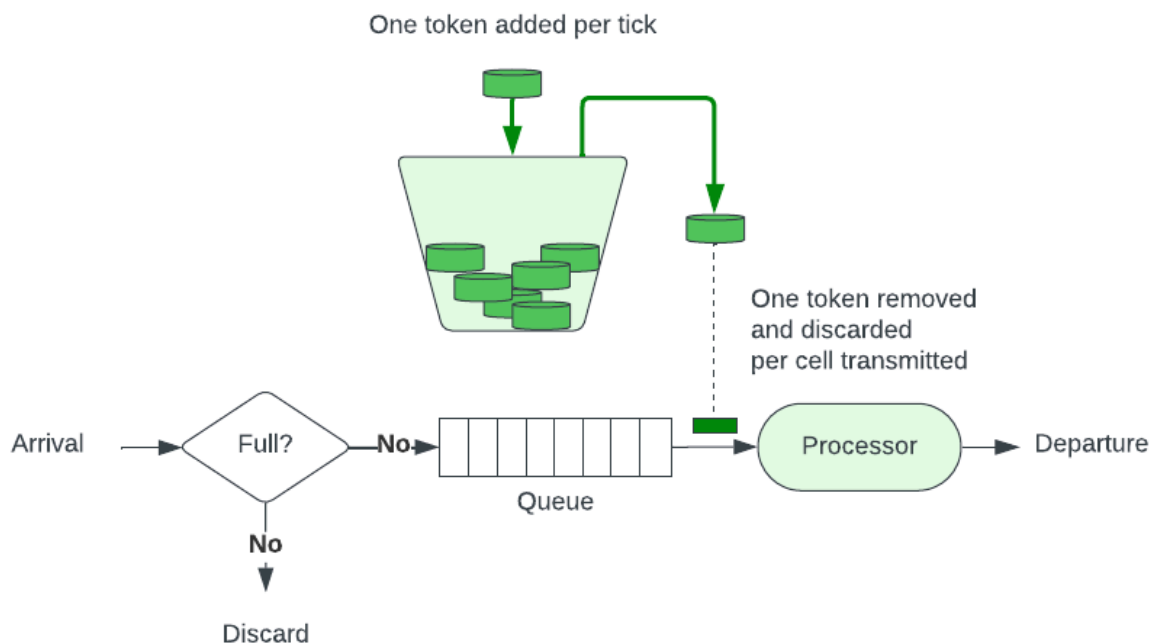 One token added per tick
One token removed
and discarded
per cell transmitted
Arrival
Full?
No
Queue
Processor
Departure
No
Discard